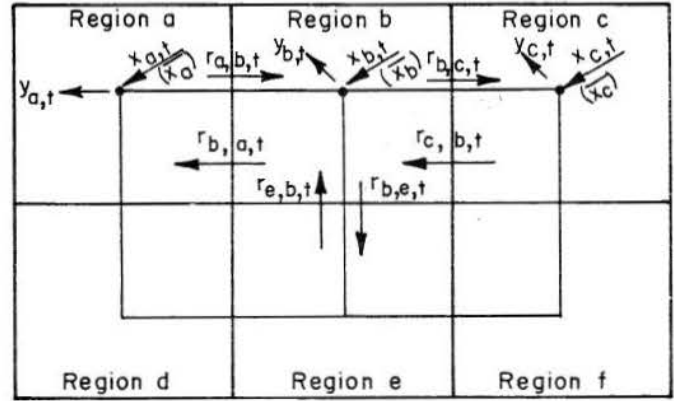 Region a Region b Region c
x a,t (x̄a) r a,b,t y b,t x b,t (x̄b) r b,c,t y c,t x c,t (x̄c)
y a,t
r b,a,t r c,b,t
r e,b,t r b,e,t
Region d Region e Region f